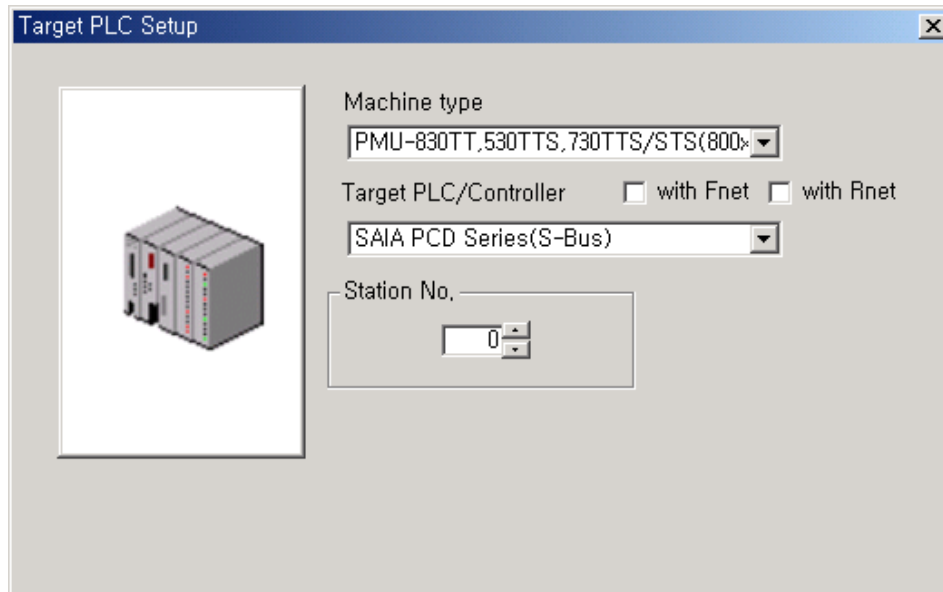 Target PLC Setup
Machine type
PMU-830TT,530TTS,730TTS/STS(800x
Target PLC/Controller with Fnet with Rnet
SAIA PCD Series(S-Bus)
Station No.
0